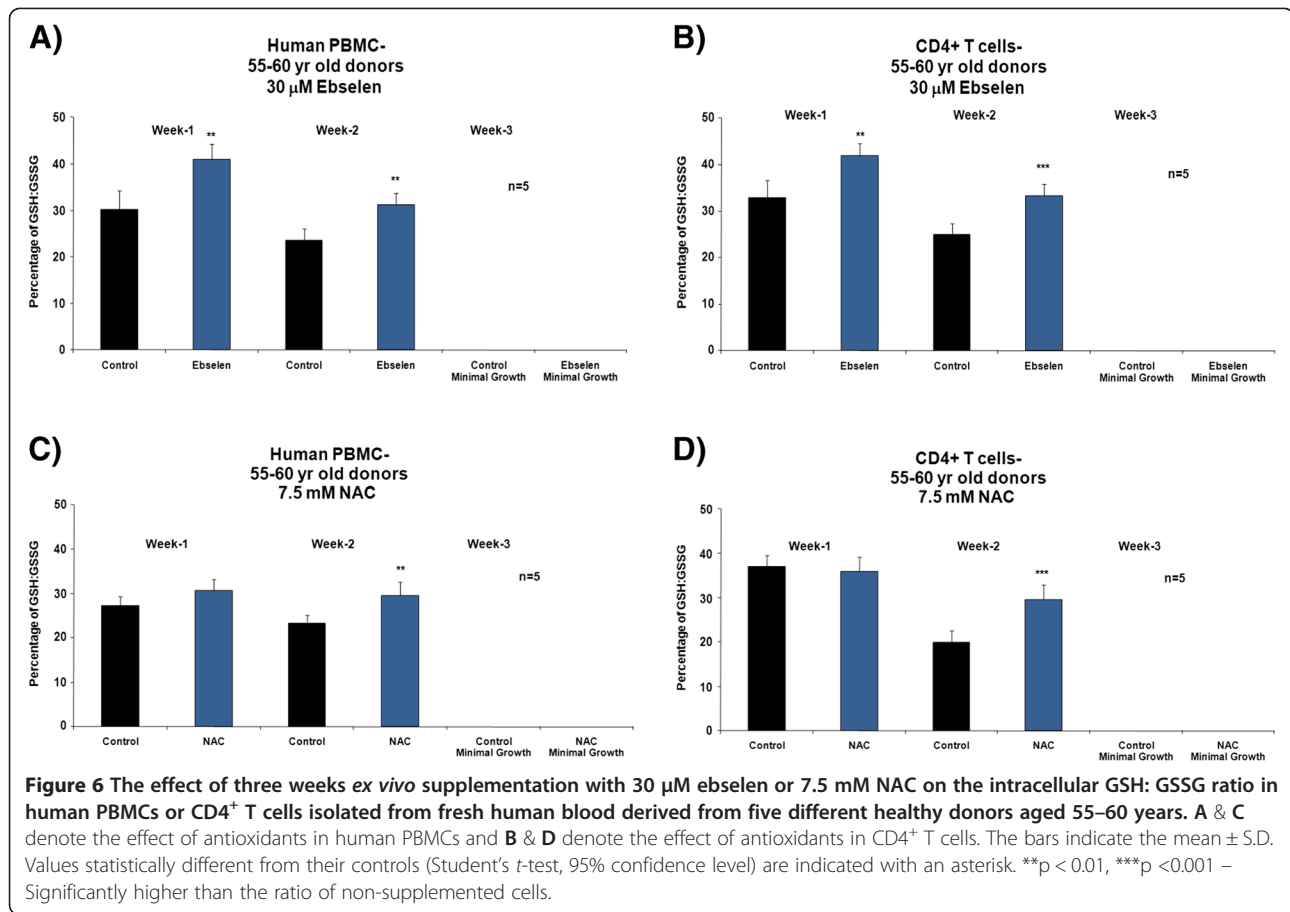 A)
Human PBMC-
55-60 yr old donors
30 μM Ebselen
Percentage of GSH:GSSG
50
40
30
20
10
0
Week-1
Week-2
Week-3
**
**
n=5
Control
Ebselen
Control
Ebselen
Control
Minimal Growth
Ebselen
Minimal Growth
B)
CD4+ T cells-
55-60 yr old donors
30 μM Ebselen
Percentage of GSH:GSSG
50
40
30
20
10
0
Week-1
Week-2
Week-3
**
***
n=5
Control
Ebselen
Control
Ebselen
Control
Minimal Growth
Ebselen
Minimal Growth
C)
Human PBMC-
55-60 yr old donors
7.5 mM NAC
Percentage of GSH:GSSG
50
40
30
20
10
0
Week-1
Week-2
Week-3
**
n=5
Control
NAC
Control
NAC
Control
Minimal Growth
NAC
Minimal Growth
D)
CD4+ T cells-
55-60 yr old donors
7.5 mM NAC
Percentage of GSH:GSSG
50
40
30
20
10
0
Week-1
Week-2
Week-3
***
n=5
Control
NAC
Control
NAC
Control
Minimal Growth
NAC
Minimal Growth
Figure 6 The effect of three weeks ex vivo supplementation with 30 μM ebselen or 7.5 mM NAC on the intracellular GSH: GSSG ratio in
human PBMCs or CD4⁺ T cells isolated from fresh human blood derived from five different healthy donors aged 55–60 years. A & C
denote the effect of antioxidants in human PBMCs and B & D denote the effect of antioxidants in CD4⁺ T cells. The bars indicate the mean ± S.D.
Values statistically different from their controls (Student's t-test, 95% confidence level) are indicated with an asterisk. **p < 0.01, ***p <0.001 –
Significantly higher than the ratio of non-supplemented cells.